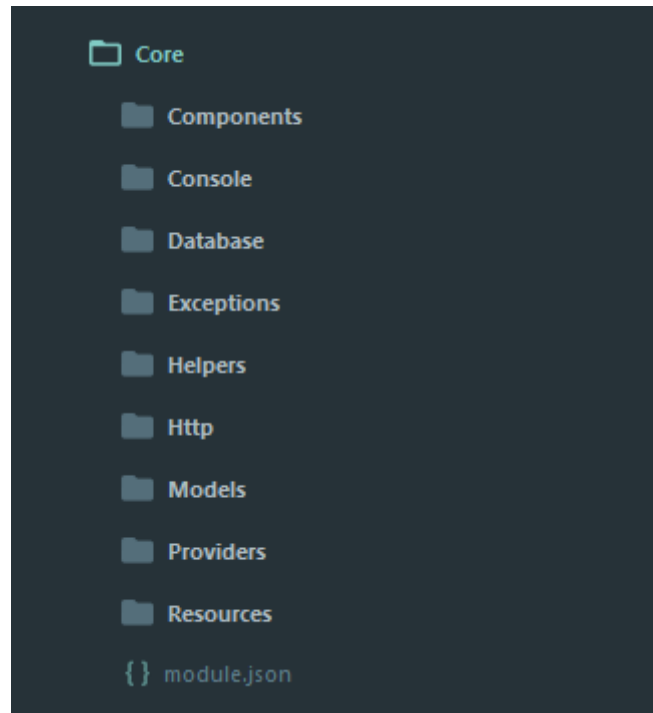 Core
Components
Console
Database
Exceptions
Helpers
Http
Models
Providers
Resources
{} module.json